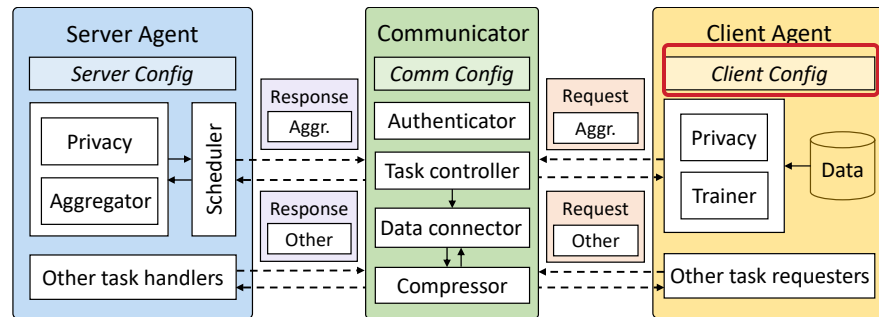 Server Agent
Server Config
Privacy
Aggregator
Scheduler
Other task handlers
Response
Aggr.
Response
Other
Communicator
Comm Config
Authenticator
Task controller
Data connector
Compressor
Request
Aggr.
Request
Other
Client Agent
Client Config
Privacy
Trainer
Data
Other task requesters